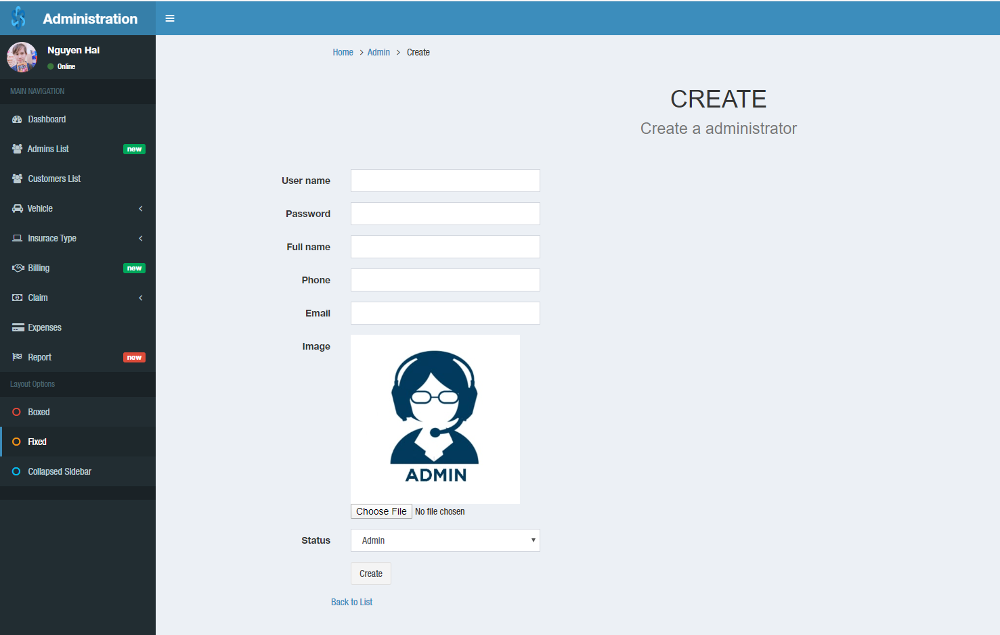 Administration
Nguyen Hal
Online
MAIN NAVIGATION
Dashboard
Admins List new
Customers List
Vehicle
Insurace Type
Billing new
Claim
Expenses
Report new
Layout Options
Boxed
Fixed
Collapsed Sidebar
Home > Admin > Create
CREATE
Create a administrator
User name
Password
Full name
Phone
Email
Image
ADMIN
Choose File No file chosen
Status Admin
Create
Back to List